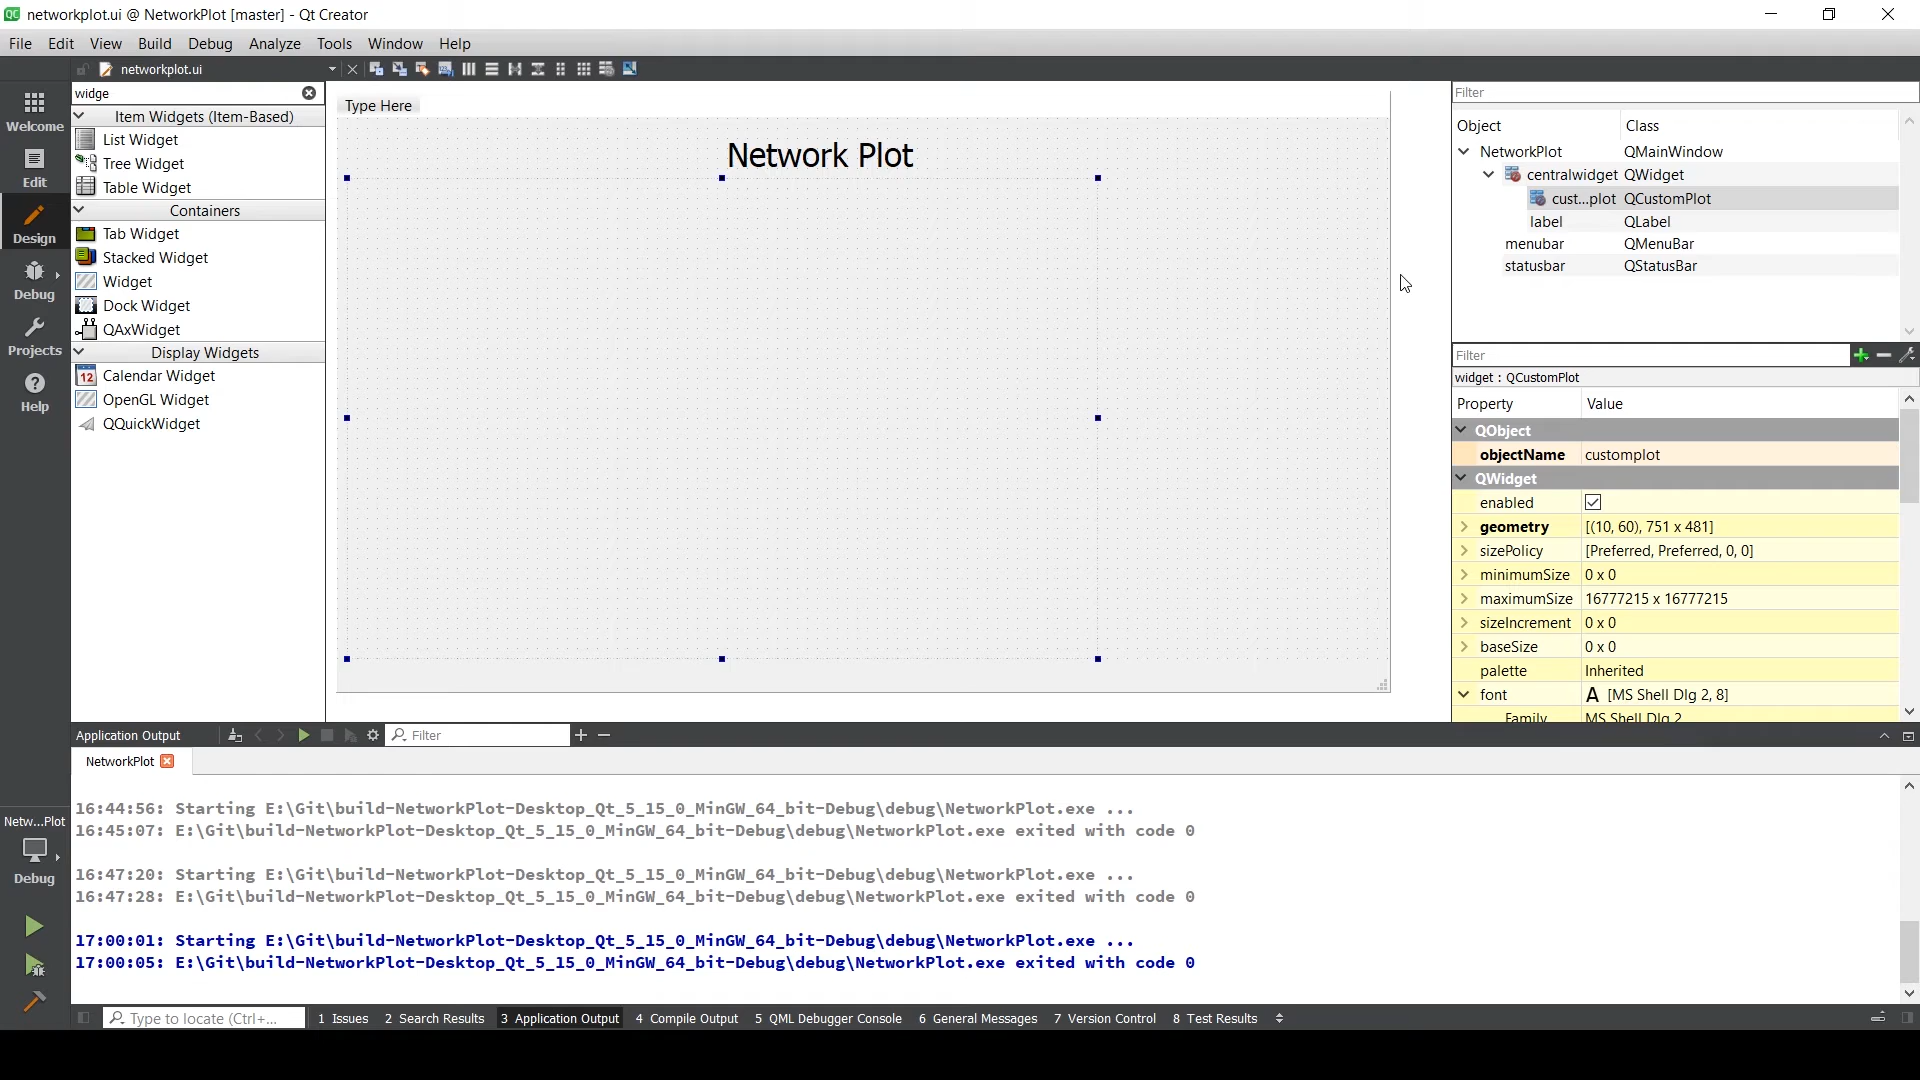 networkplot.ui @ NetworkPlot [master] - Qt Creator
File Edit View Build Debug Analyze Tools Window Help
networkplot.ui
widge
Item Widgets (Item-Based)
List Widget
Tree Widget
Table Widget
Containers
Tab Widget
Stacked Widget
Widget
Dock Widget
QAxWidget
Display Widgets
Calendar Widget
OpenGL Widget
QQuickWidget
Welcome
Edit
Design
Debug
Projects
Help
Type Here
Network Plot
Filter
Object Class
NetworkPlot QMainWindow
centralwidget QWidget
cust...plot QCustomPlot
label QLabel
menubar QMenuBar
statusbar QStatusBar
Filter
widget : QCustomPlot
Property Value
QObject
objectName customplot
QWidget
enabled
geometry [(10, 60), 751 x 481]
sizePolicy [Preferred, Preferred, 0, 0]
minimumSize 0 x 0
maximumSize 16777215 x 16777215
sizeIncrement 0 x 0
baseSize 0 x 0
palette Inherited
font A [MS Shell Dlg 2, 8]
Family MS Shell Dlg 2
Application Output Filter
NetworkPlot
16:44:56: Starting E:\Git\build-NetworkPlot-Desktop_Qt_5_15_0_MinGW_64_bit-Debug\debug\NetworkPlot.exe ...
16:45:07: E:\Git\build-NetworkPlot-Desktop_Qt_5_15_0_MinGW_64_bit-Debug\debug\NetworkPlot.exe exited with code 0
16:47:20: Starting E:\Git\build-NetworkPlot-Desktop_Qt_5_15_0_MinGW_64_bit-Debug\debug\NetworkPlot.exe ...
16:47:28: E:\Git\build-NetworkPlot-Desktop_Qt_5_15_0_MinGW_64_bit-Debug\debug\NetworkPlot.exe exited with code 0
17:00:01: Starting E:\Git\build-NetworkPlot-Desktop_Qt_5_15_0_MinGW_64_bit-Debug\debug\NetworkPlot.exe ...
17:00:05: E:\Git\build-NetworkPlot-Desktop_Qt_5_15_0_MinGW_64_bit-Debug\debug\NetworkPlot.exe exited with code 0
Netw...Plot
Debug
Type to locate (Ctrl+... 1 Issues 2 Search Results 3 Application Output 4 Compile Output 5 QML Debugger Console 6 General Messages 7 Version Control 8 Test Results